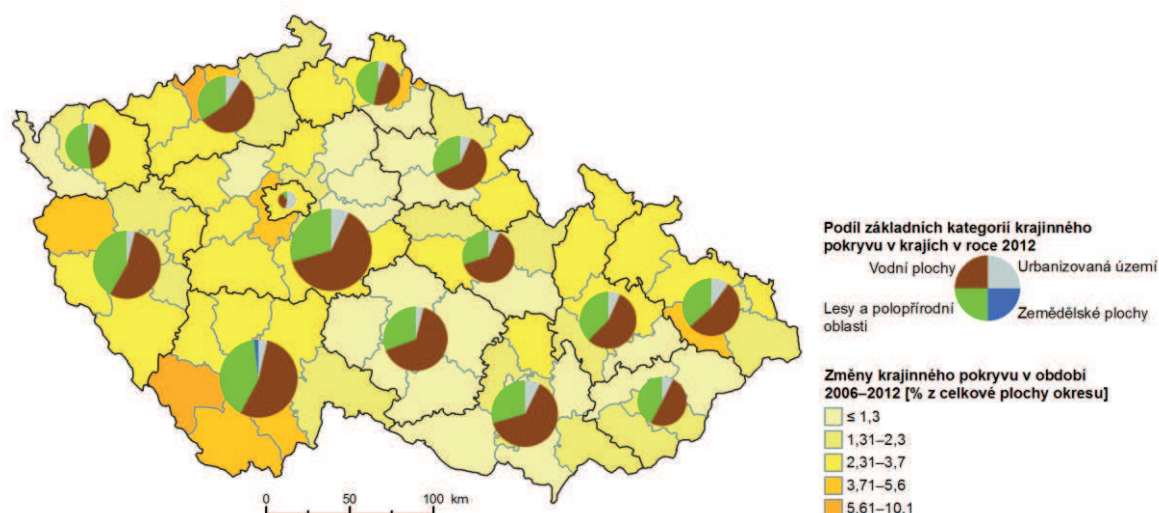 Podíl základních kategorií krajinného
pokryvu v krajích v roce 2012
Vodní plochy
Urbanizovaná území
Lesy a polopřírodní
oblasti
Zemědělské plochy
Změny krajinného pokryvu v období
2006–2012 [% z celkové plochy okresu]
≤ 1,3
1,31–2,3
2,31–3,7
3,71–5,6
5,61–10,1
0 50 100 km